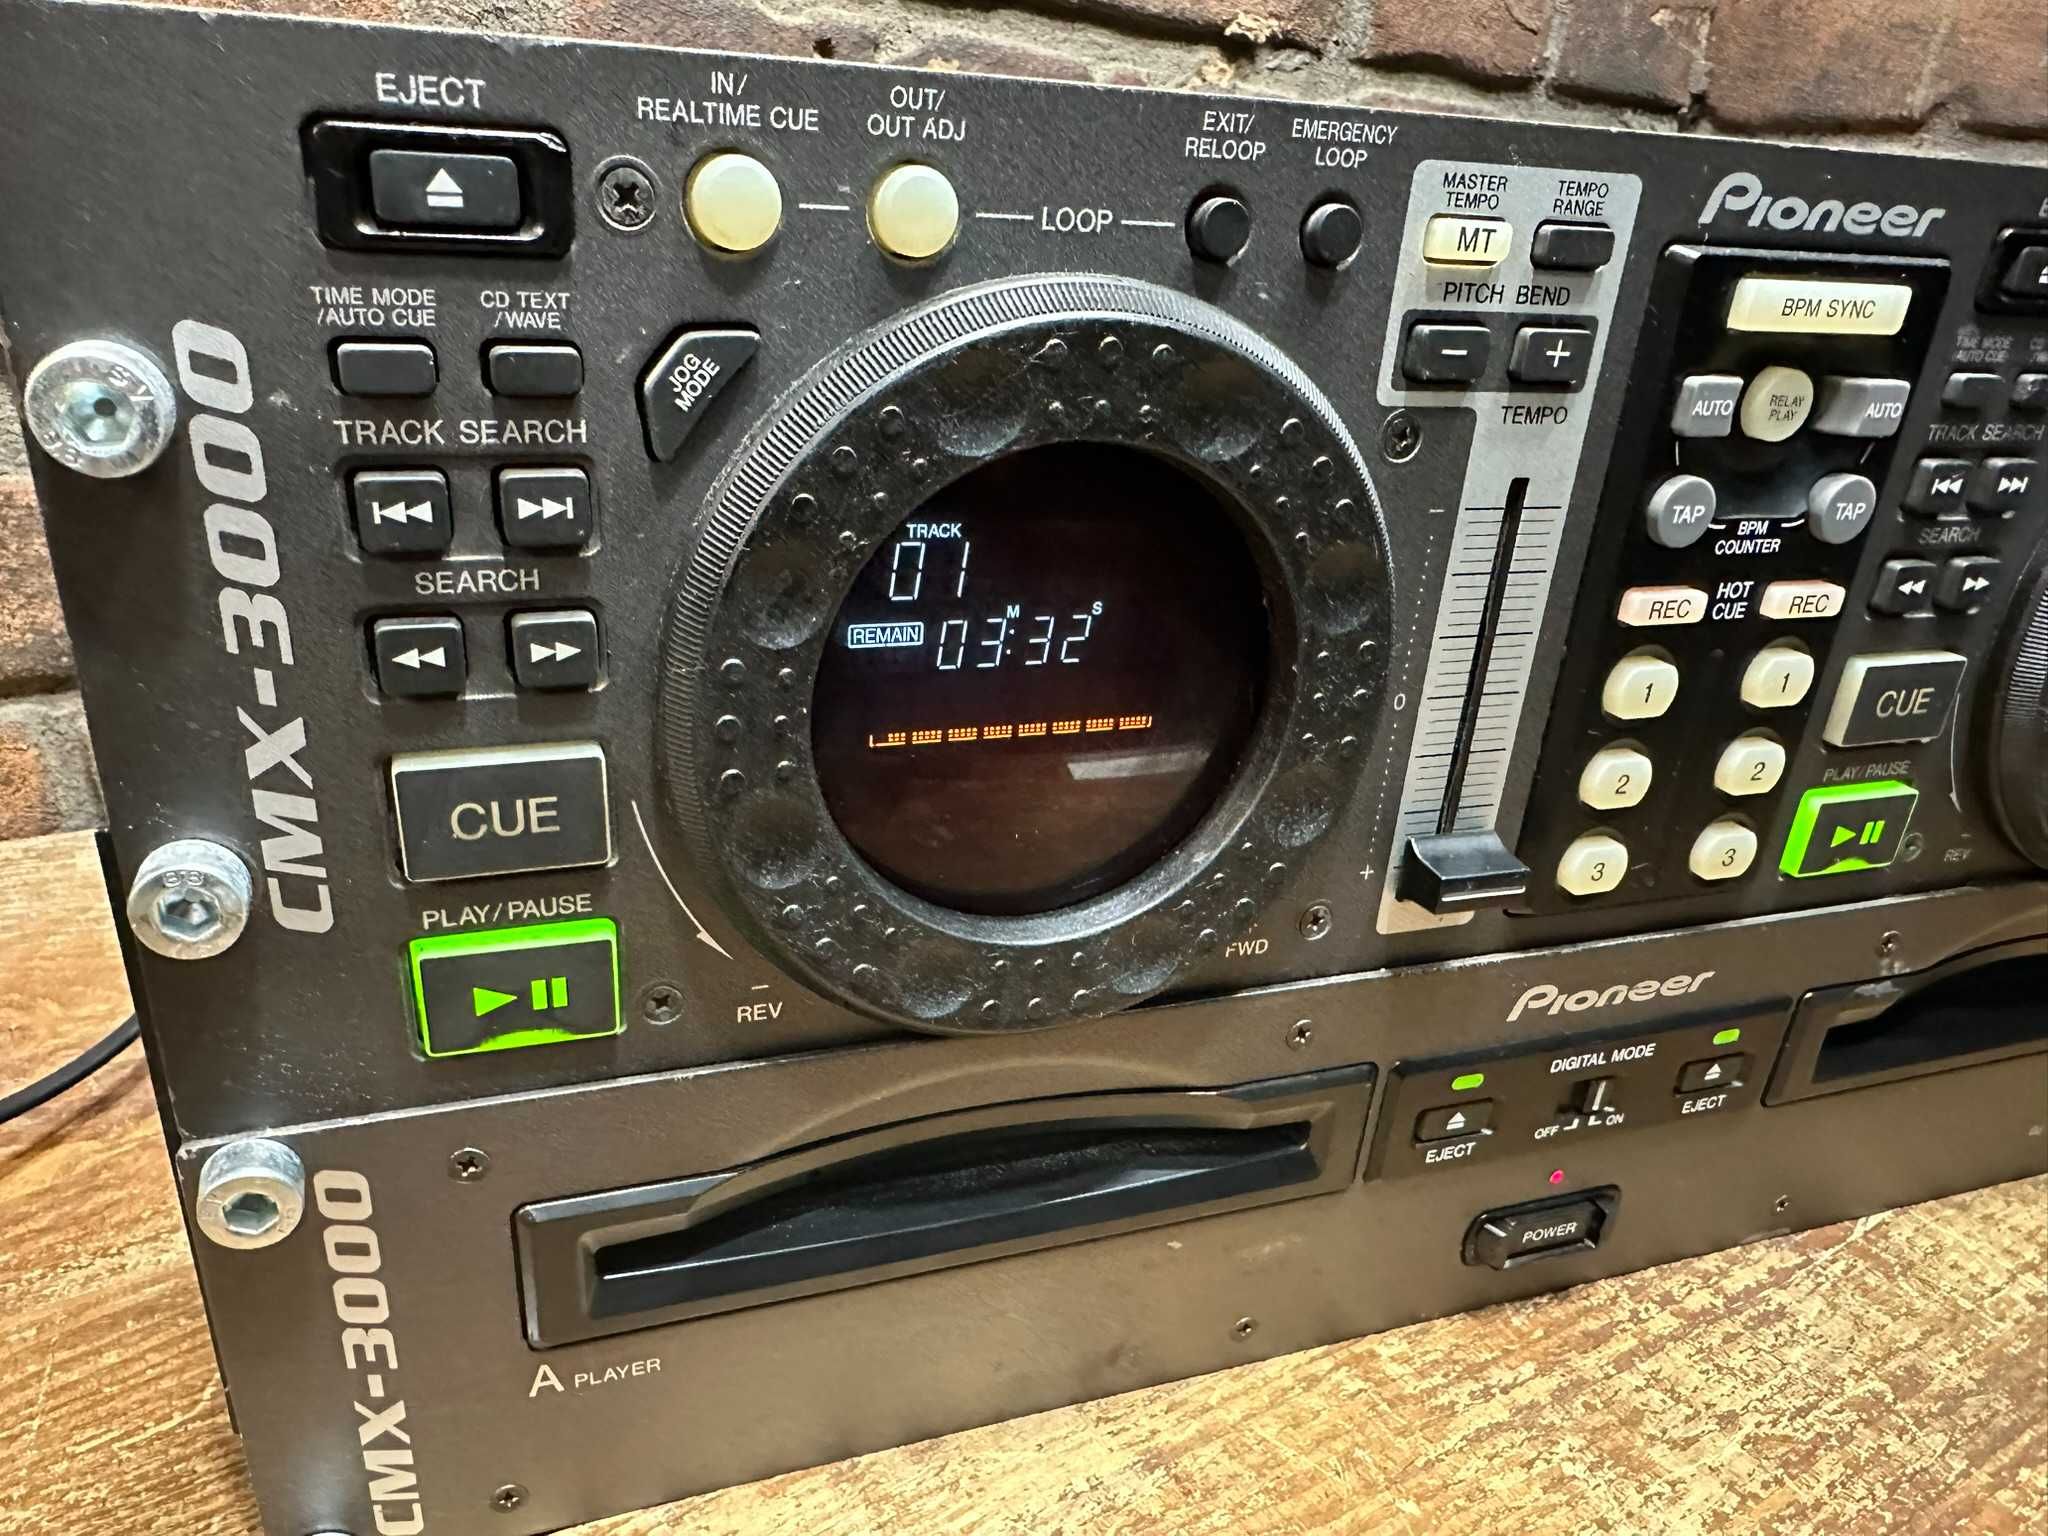 EJECT
IN/
REALTIME CUE
OUT/
OUT ADJ
LOOP
EXIT/
RELOOP
EMERGENCY
LOOP
TIME MODE
/AUTO CUE
CD TEXT
/WAVE
JOG
MODE
TRACK SEARCH
SEARCH
CUE
PLAY/PAUSE
CMX-3000
TRACK
01
REMAIN
03:32
M
S
REV
FWD
MASTER
TEMPO
MT
TEMPO
RANGE
PITCH BEND
TEMPO
0
Pioneer
BPM SYNC
AUTO
RELAY
PLAY
AUTO
TAP
BPM
COUNTER
TAP
REC
HOT
CUE
REC
1
1
2
2
3
3
TIME MODE
/AUTO CUE
TRACK SEARCH
SEARCH
CUE
PLAY/PAUSE
REV
Pioneer
DIGITAL MODE
OFF
ON
EJECT
EJECT
POWER
CMX-3000
A PLAYER